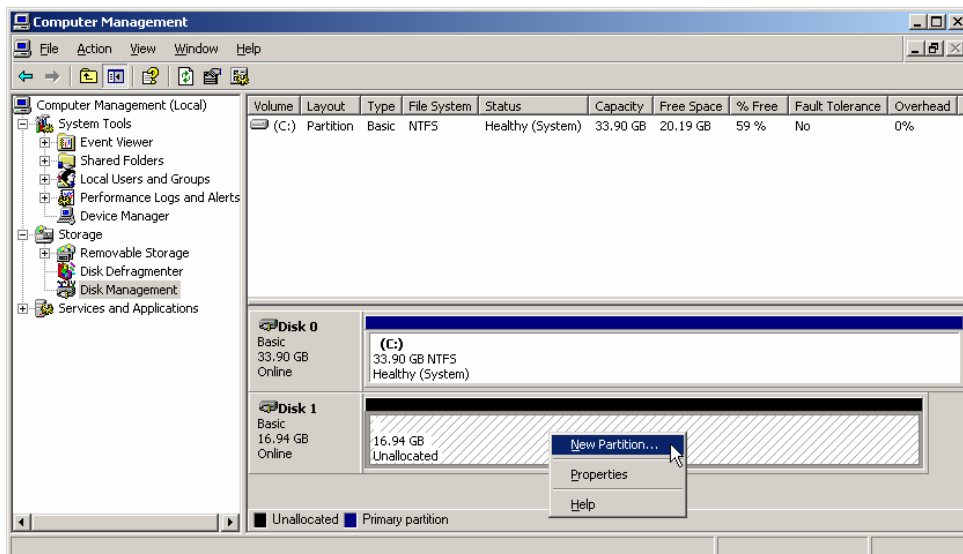 Computer Management
File Action View Window Help
Computer Management (Local)
System Tools
Event Viewer
Shared Folders
Local Users and Groups
Performance Logs and Alerts
Device Manager
Storage
Removable Storage
Disk Defragmenter
Disk Management
Services and Applications
Volume Layout Type File System Status Capacity Free Space % Free Fault Tolerance Overhead
(C:) Partition Basic NTFS Healthy (System) 33.90 GB 20.19 GB 59 % No 0%
Disk 0
Basic
33.90 GB
Online
(C:)
33.90 GB NTFS
Healthy (System)
Disk 1
Basic
16.94 GB
Online
16.94 GB
Unallocated
New Partition...
Properties
Help
Unallocated Primary partition